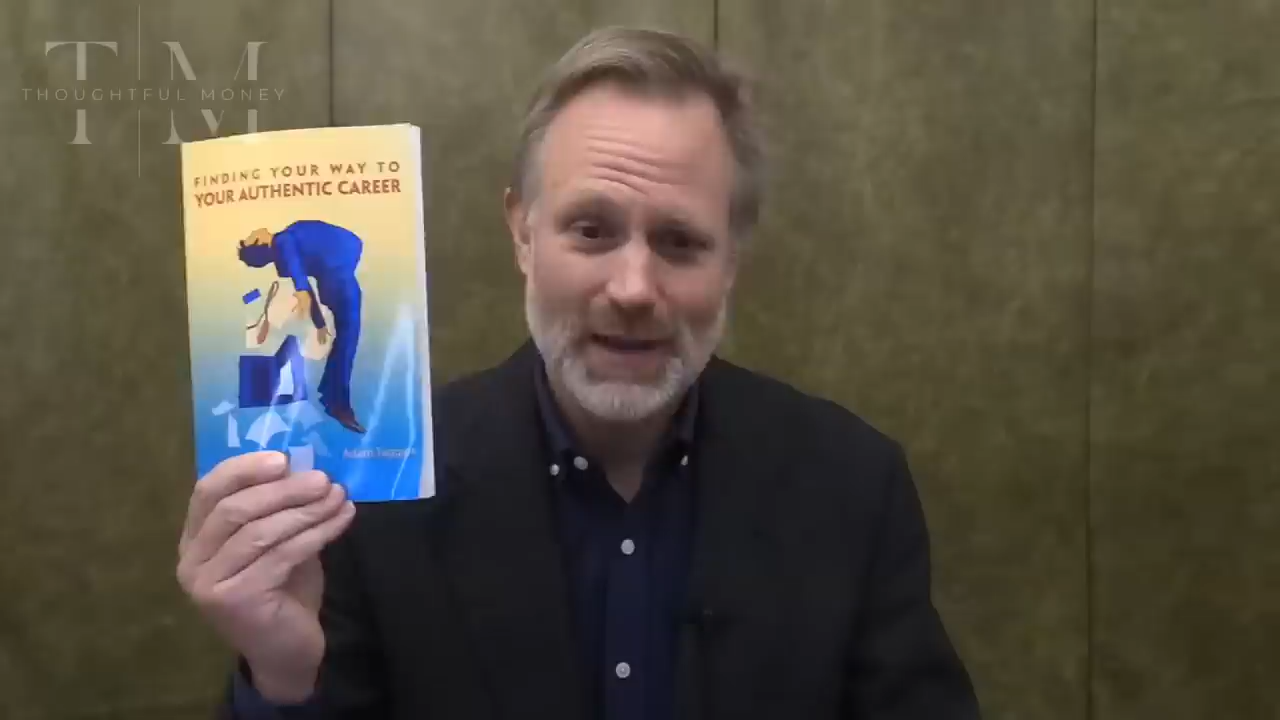 TM
THOUGHTFUL MONEY
FINDING YOUR WAY TO
YOUR AUTHENTIC CAREER
Adam Taggart